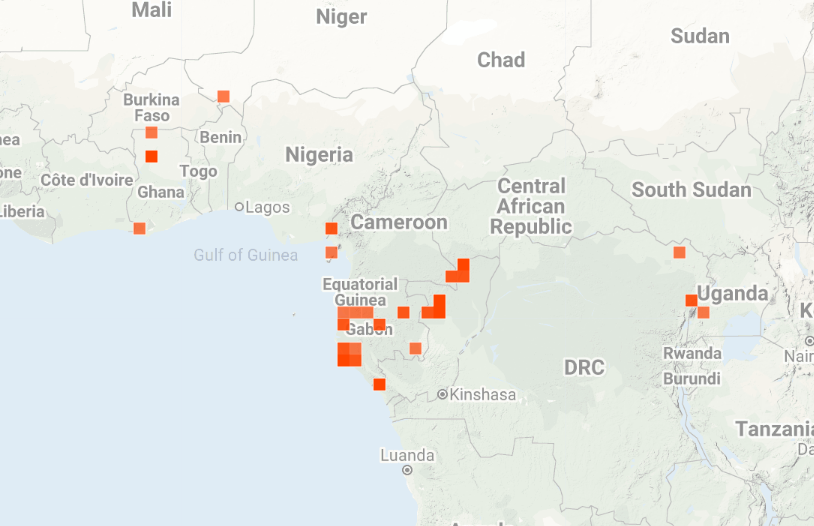 Mali
Niger
Sudan
Chad
Burkina
Faso
nea
Benin
Nigeria
one
Côte d'Ivoire
Togo
Central
African
Republic
South Sudan
Ghana
Liberia
Lagos
Cameroon
Gulf of Guinea
Equatorial
Guinea
Uganda
K
Gabon
Nair
Rwanda
DRC
Burundi
Kinshasa
Tanzania
Da
Luanda